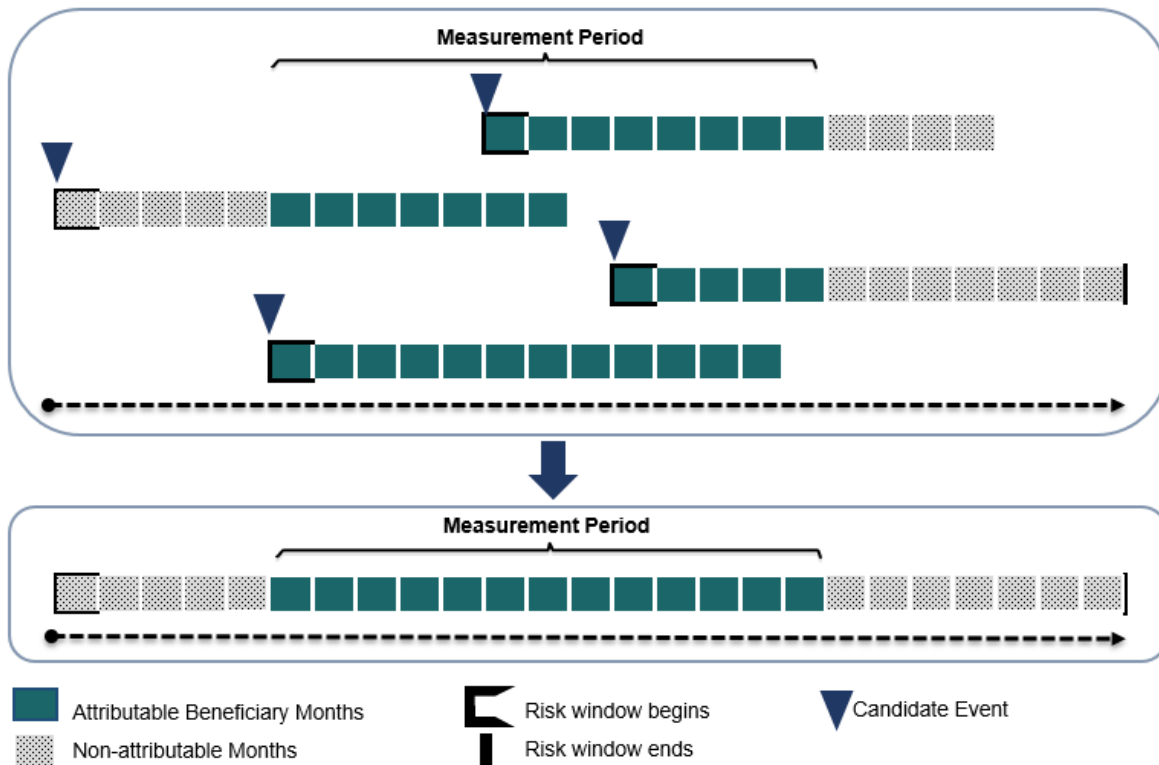 Measurement Period
Measurement Period
Attributable Beneficiary Months
Risk window begins
Candidate Event
Non-attributable Months
Risk window ends